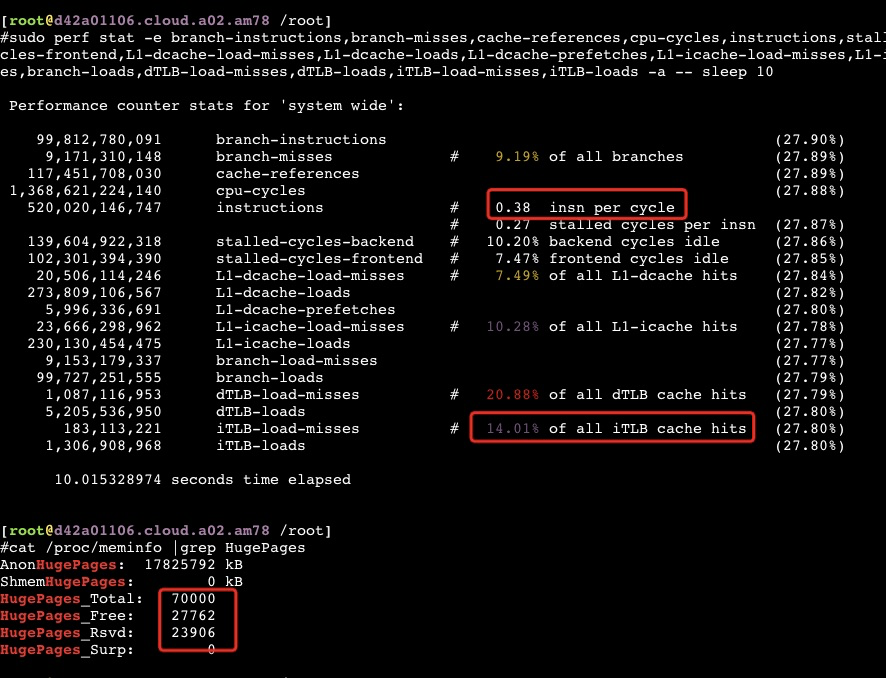 [root@d42a01106.cloud.a02.am78 /root]
#sudo perf stat -e branch-instructions,branch-misses,cache-references,cpu-cycles,instructions,stall
cles-frontend,L1-dcache-load-misses,L1-dcache-loads,L1-dcache-prefetches,L1-icache-load-misses,L1-i
es,branch-loads,dTLB-load-misses,dTLB-loads,iTLB-load-misses,iTLB-loads -a -- sleep 10
Performance counter stats for 'system wide':
99,812,780,091 branch-instructions (27.90%)
9,171,310,148 branch-misses # 9.19% of all branches (27.89%)
117,451,708,030 cache-references (27.89%)
1,368,621,224,140 cpu-cycles (27.88%)
520,020,146,747 instructions # 0.38 insn per cycle
# 0.27 stalled cycles per insn (27.87%)
139,604,922,318 stalled-cycles-backend # 10.20% backend cycles idle (27.86%)
102,301,394,390 stalled-cycles-frontend # 7.47% frontend cycles idle (27.85%)
20,506,114,246 L1-dcache-load-misses # 7.49% of all L1-dcache hits (27.84%)
273,809,106,567 L1-dcache-loads (27.82%)
5,996,336,691 L1-dcache-prefetches (27.80%)
23,666,298,962 L1-icache-load-misses # 10.28% of all L1-icache hits (27.78%)
230,130,454,475 L1-icache-loads (27.77%)
9,153,179,337 branch-load-misses (27.77%)
99,727,251,555 branch-loads (27.79%)
1,087,116,953 dTLB-load-misses # 20.88% of all dTLB cache hits (27.79%)
5,205,536,950 dTLB-loads (27.80%)
183,113,221 iTLB-load-misses # 14.01% of all iTLB cache hits (27.80%)
1,306,908,968 iTLB-loads (27.80%)
10.015328974 seconds time elapsed
[root@d42a01106.cloud.a02.am78 /root]
#cat /proc/meminfo |grep HugePages
AnonHugePages: 17825792 kB
ShmemHugePages: 0 kB
HugePages_Total: 70000
HugePages_Free: 27762
HugePages_Rsvd: 23906
HugePages_Surp: 0